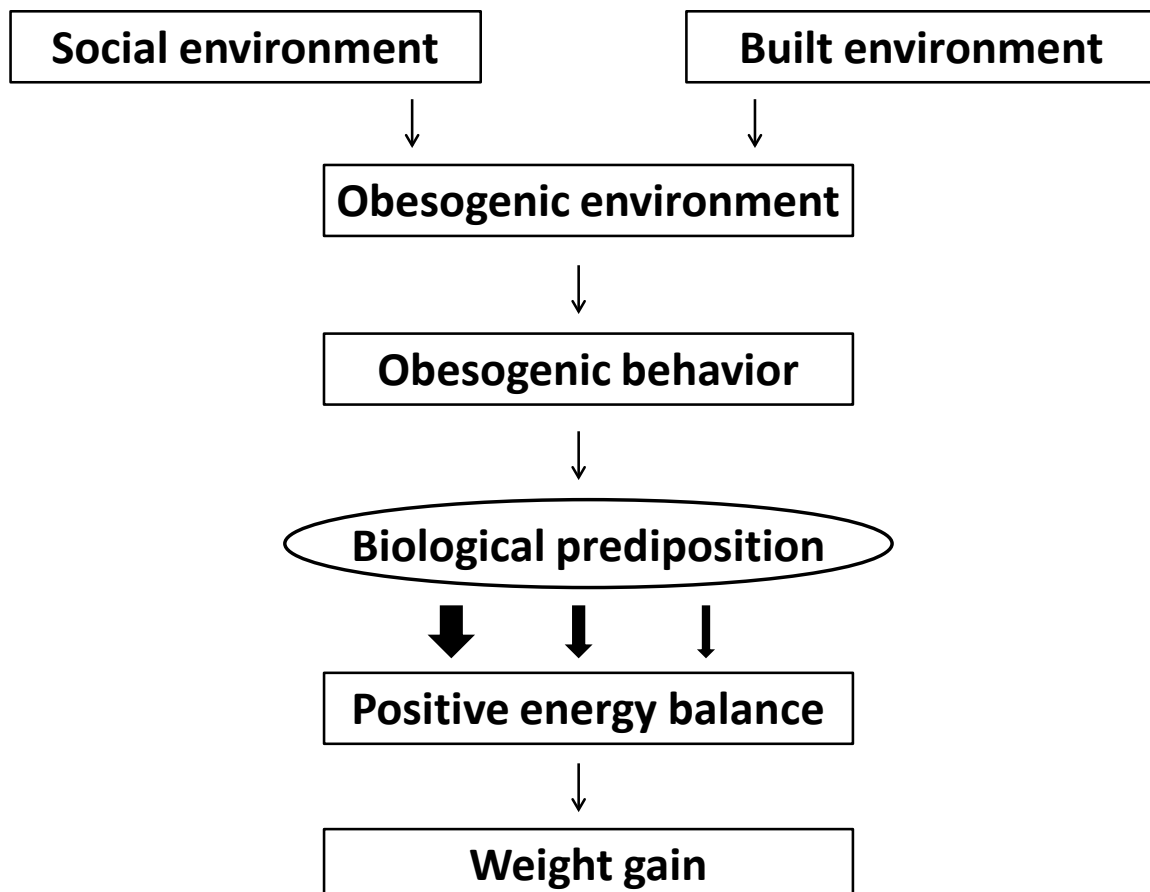 Social environment
Built environment
Obesogenic environment
Obesogenic behavior
Biological prediposition
Positive energy balance
Weight gain